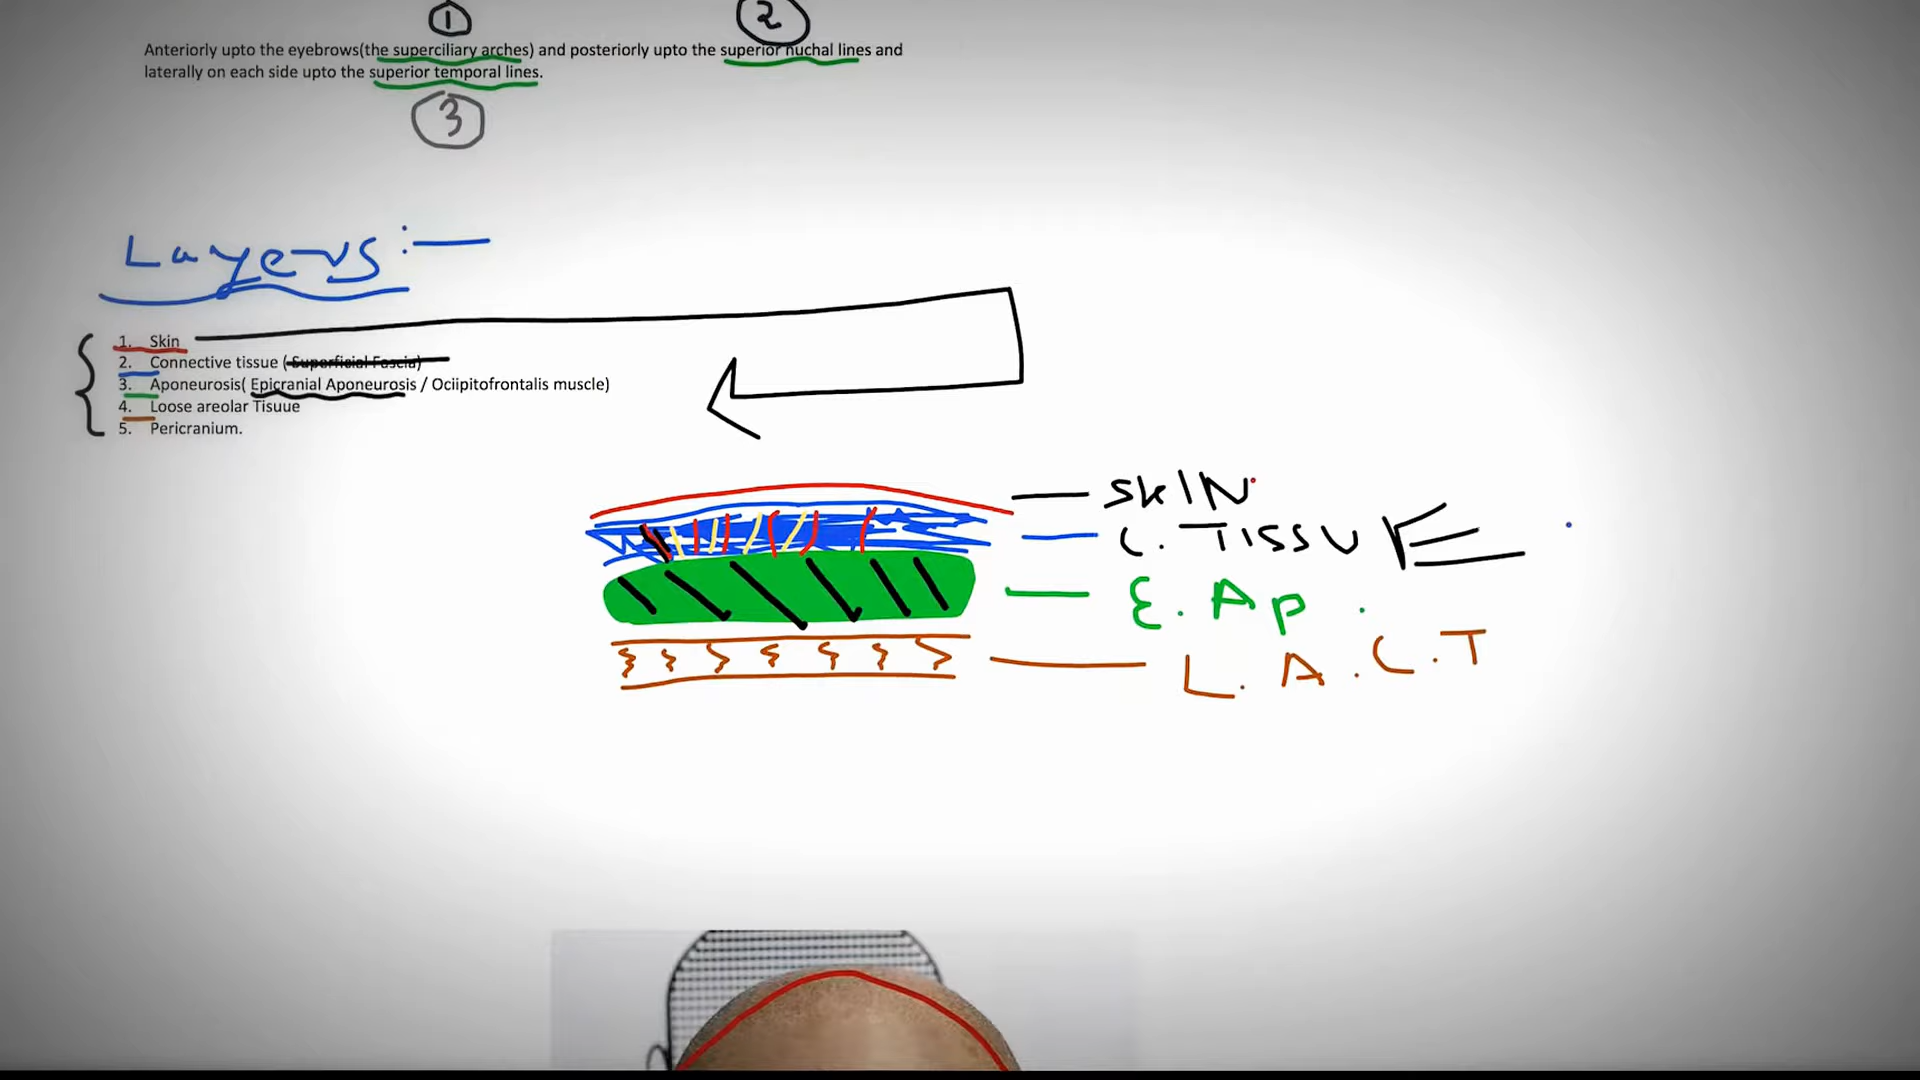 1
2
Anteriorly upto the eyebrows(the superciliary arches) and posteriorly upto the superior nuchal lines and
laterally on each side upto the superior temporal lines.
3
Layers:—
1. Skin
2. Connective tissue (Superficial Fascia)
3. Aponeurosis( Epicranial Aponeurosis / Ociipitofrontalis muscle)
4. Loose areolar Tisuue
5. Pericranium.
SKIN
C. TISSU
E. AP.
L. A. C. T